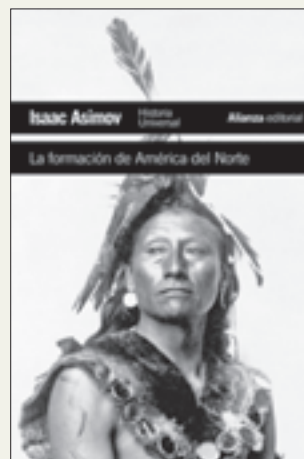 Isaac Asimov
Historia
Universal
Alianza editorial
La formación de América del Norte